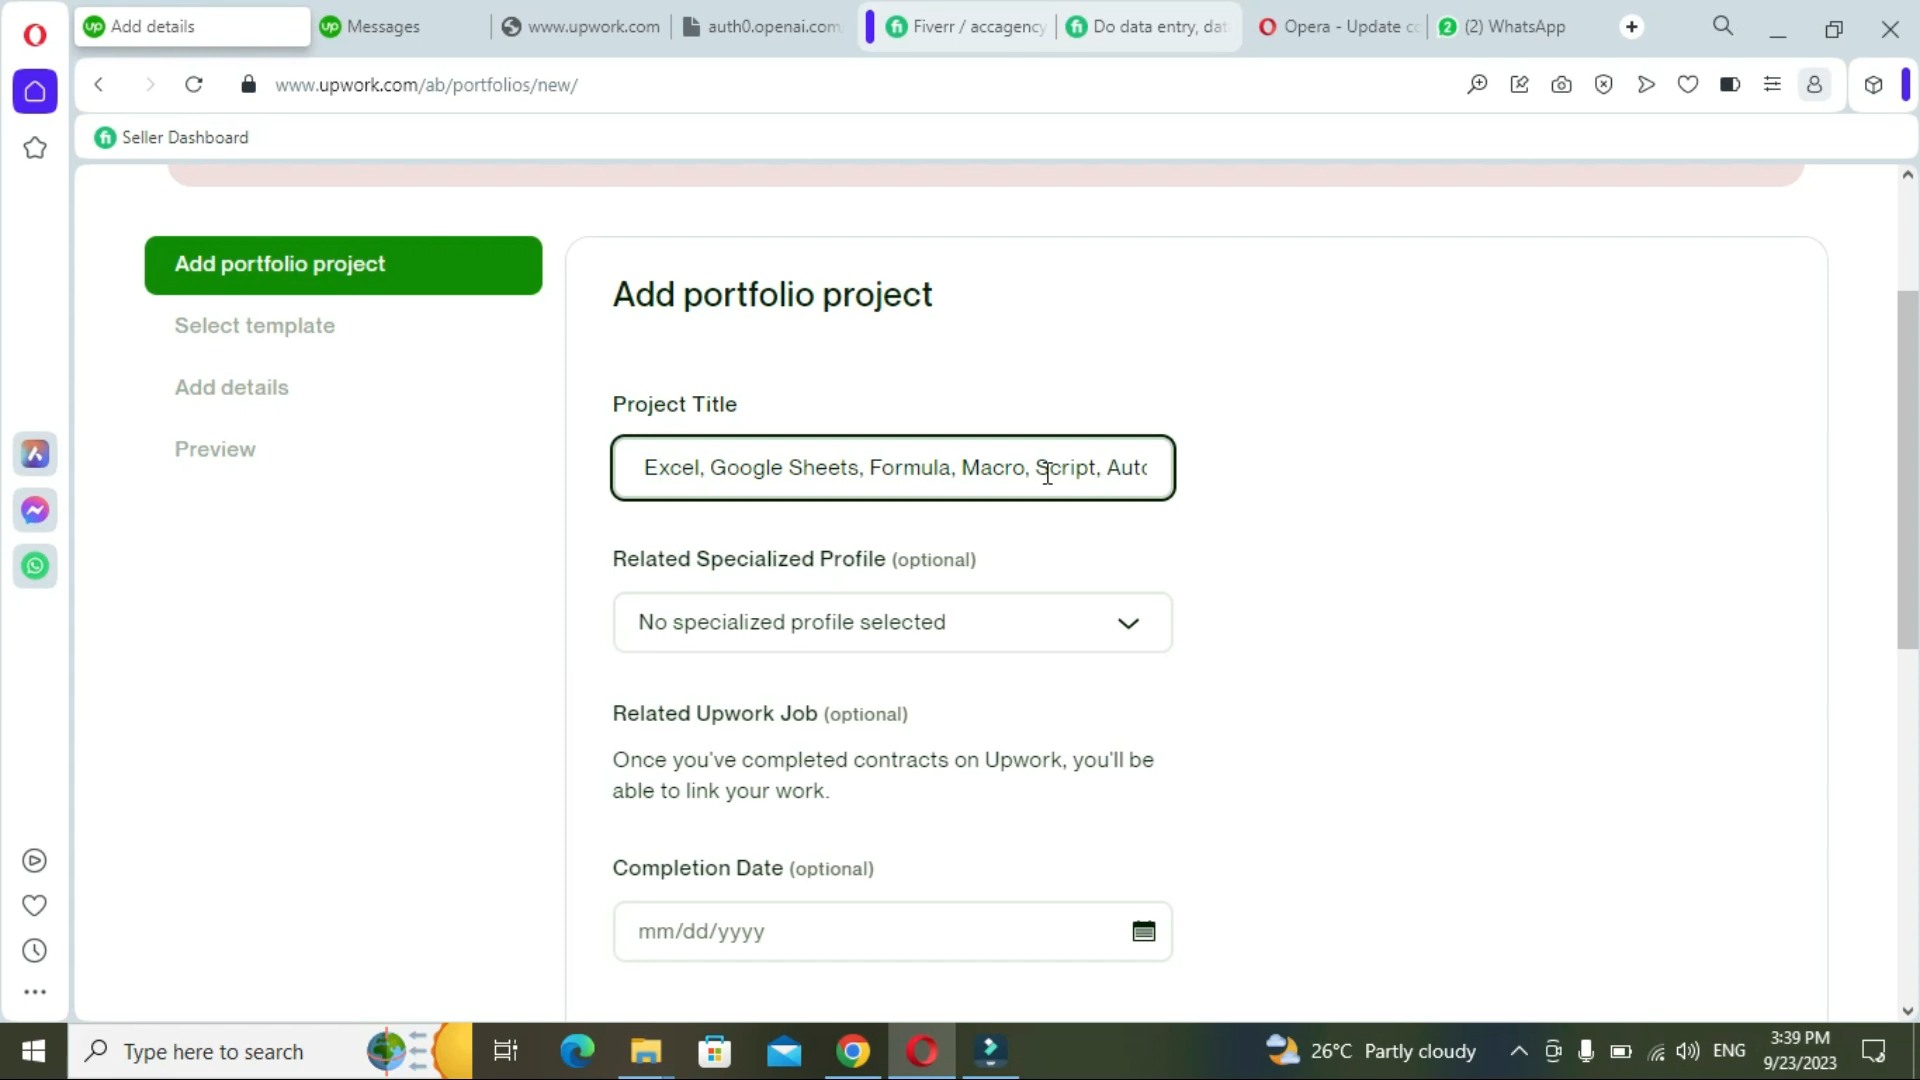 Add details
Messages
www.upwork.com
auth0.openai.com
Fiverr / accagency
Do data entry, dat
Opera - Update co
2
(2) WhatsApp
www.upwork.com/ab/portfolios/new/
Seller Dashboard
Add portfolio project
Select template
Add details
Preview
Add portfolio project
Project Title
Excel, Google Sheets, Formula, Macro, Script, Auto
Related Specialized Profile (optional)
No specialized profile selected
Related Upwork Job (optional)
Once you've completed contracts on Upwork, you'll be
able to link your work.
Completion Date (optional)
mm/dd/yyyy
Type here to search
26°C Partly cloudy
ENG
3:39 PM
9/23/2023